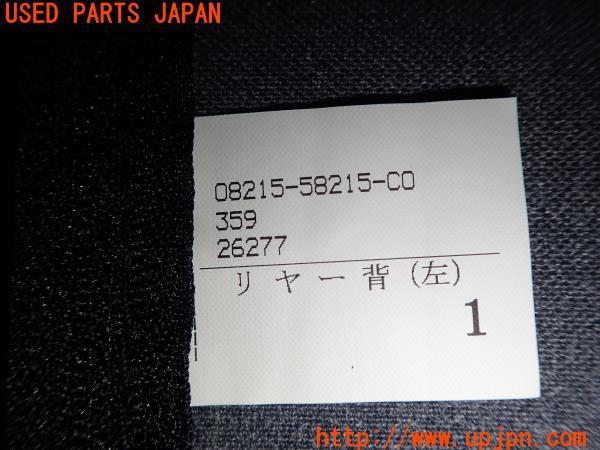 USED PARTS JAPAN
08215-58215-C0
359
26277
リヤー背(左)
1
http://www.upjpn.com